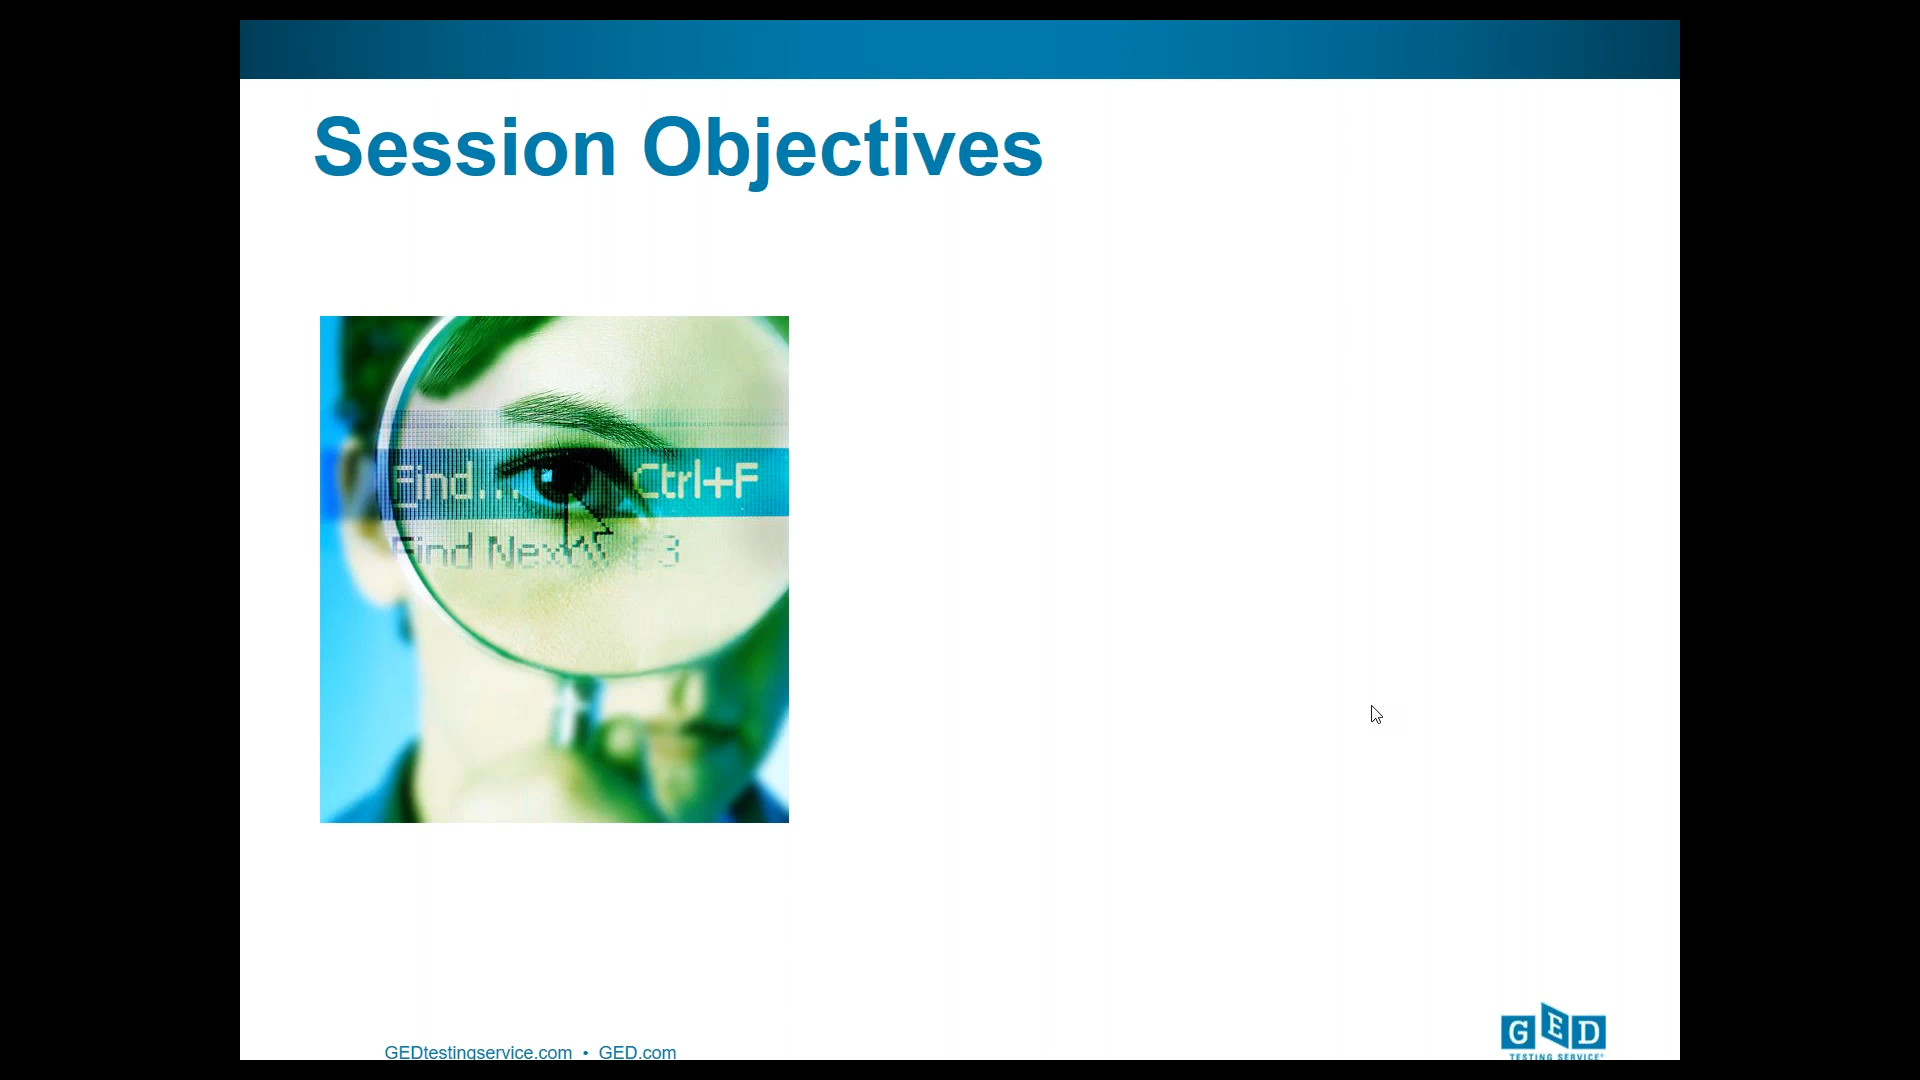 Session Objectives
Find... Ctrl+F
Find Next F3
GEDtestingservice.com • GED.com
GED
TESTING SERVICE®